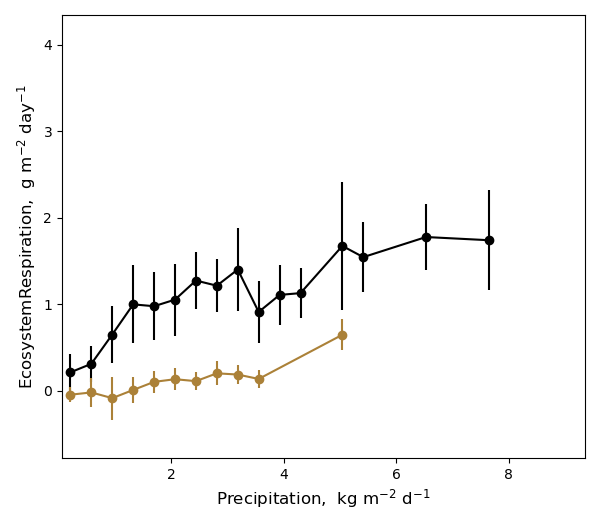 EcosystemRespiration, g m⁻² day⁻¹
4
3
2
1
0
2 4 6 8
Precipitation, kg m⁻² d⁻¹